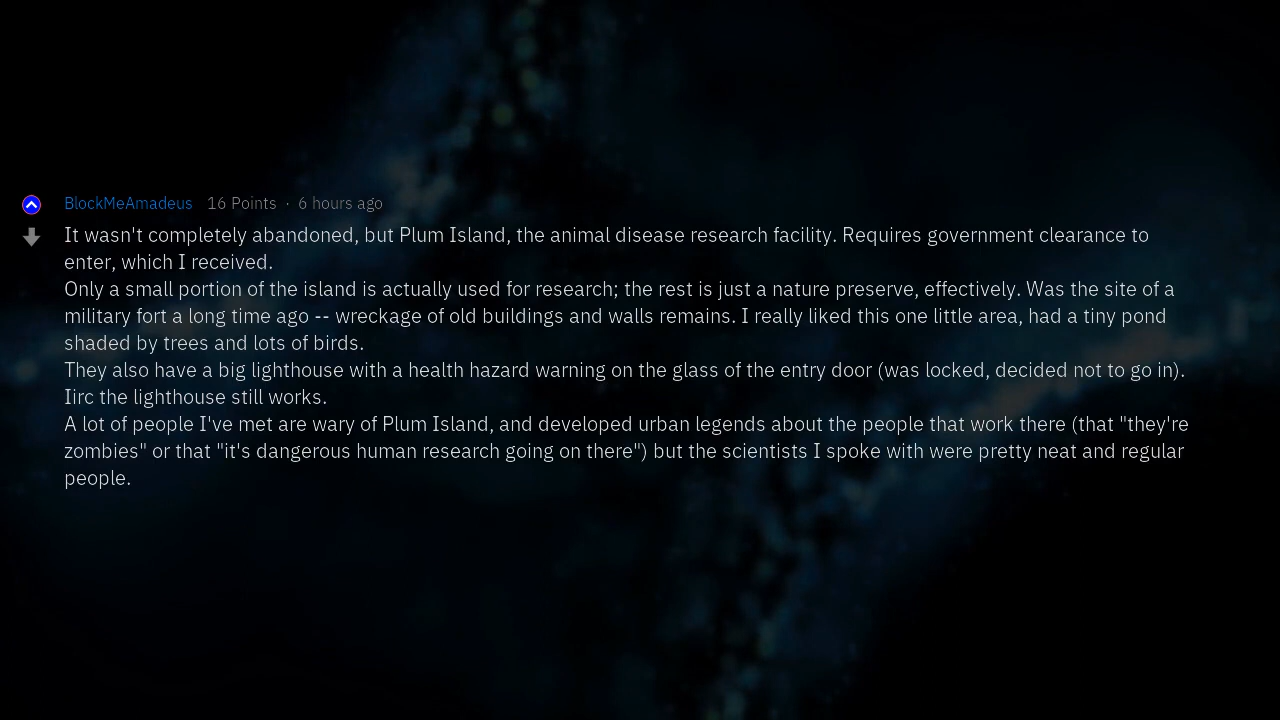 BlockMeAmadeus 16 Points · 6 hours ago
It wasn't completely abandoned, but Plum Island, the animal disease research facility. Requires government clearance to
enter, which I received.
Only a small portion of the island is actually used for research; the rest is just a nature preserve, effectively. Was the site of a
military fort a long time ago -- wreckage of old buildings and walls remains. I really liked this one little area, had a tiny pond
shaded by trees and lots of birds.
They also have a big lighthouse with a health hazard warning on the glass of the entry door (was locked, decided not to go in).
Iirc the lighthouse still works.
A lot of people I've met are wary of Plum Island, and developed urban legends about the people that work there (that "they're
zombies" or that "it's dangerous human research going on there") but the scientists I spoke with were pretty neat and regular
people.